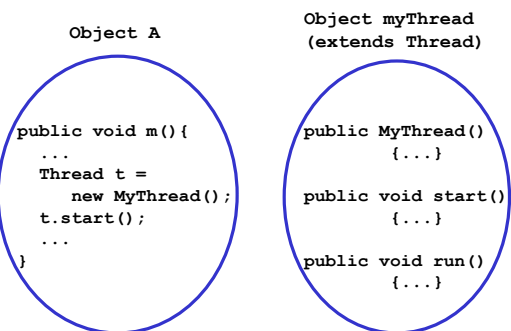 Object A
public void m(){
...
Thread t =
new MyThread();
t.start();
...
}
Object myThread
(extends Thread)
public MyThread()
{...}
public void start()
{...}
public void run()
{...}